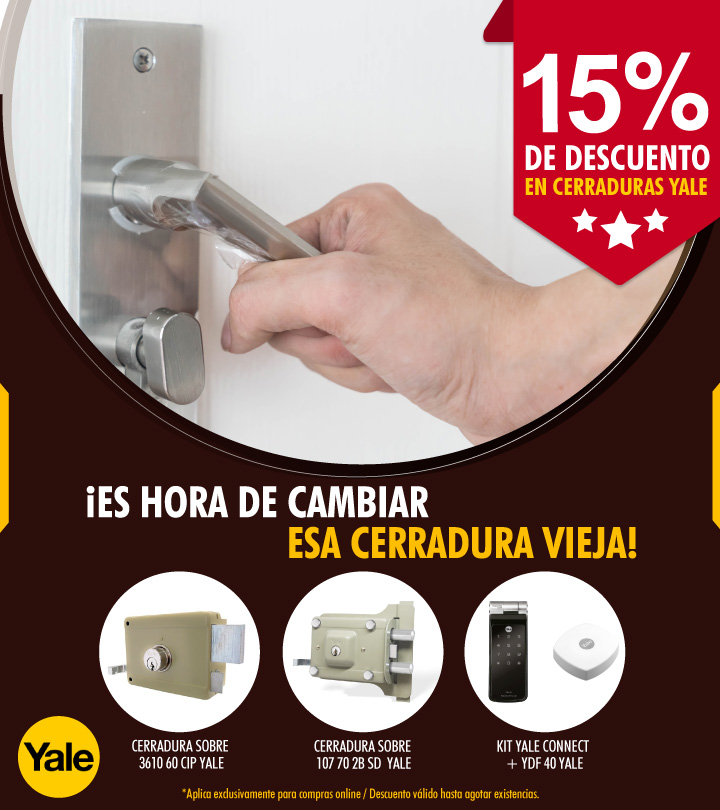 15%
DE DESCUENTO
EN CERRADURAS YALE
¡ES HORA DE CAMBIAR
ESA CERRADURA VIEJA!
Yale
CERRADURA SOBRE
3610 60 CIP YALE
CERRADURA SOBRE
107 70 2B SD YALE
KIT YALE CONNECT
+ YDF 40 YALE
Yale
*Aplica exclusivamente para compras online / Descuento válido hasta agotar existencias.